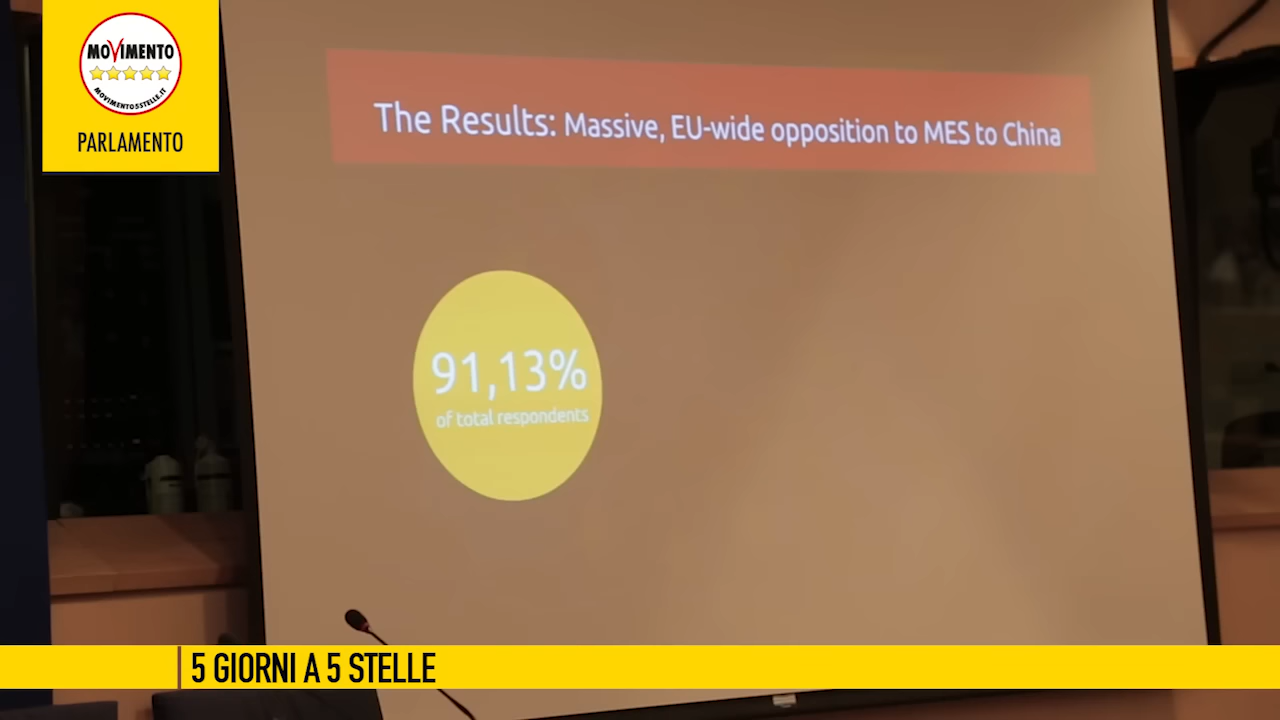 MOVIMENTO
MOVIMENTO5STELLE.IT
PARLAMENTO
The Results: Massive, EU-wide opposition to MES to China
91,13%
of total respondents
5 GIORNI A 5 STELLE